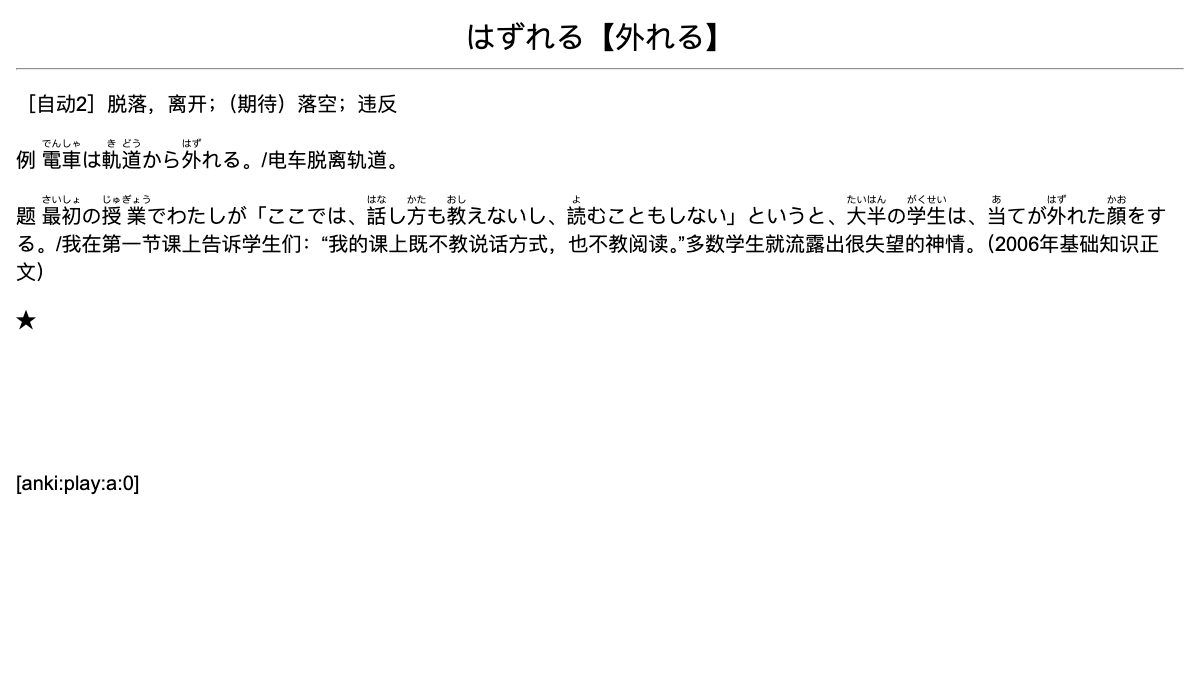 はずれる【外れる】
［自动2］脱落，离开；（期待）落空；违反
例 電車は軌道から外れる。/电车脱离轨道。
でんしゃ き どう はず
题 最初の授業でわたしが「ここでは、話し方も教えないし、読むこともしない」というと、大半の学生は、当てが外れた顔をす
さいしょ じゅぎょう はな かた おし よ たいはん がくせい あ はず かお
る。/我在第一节课上告诉学生们：“我的课上既不教说话方式，也不教阅读。”多数学生就流露出很失望的神情。（2006年基础知识正
文）
★
[anki:play:a:0]